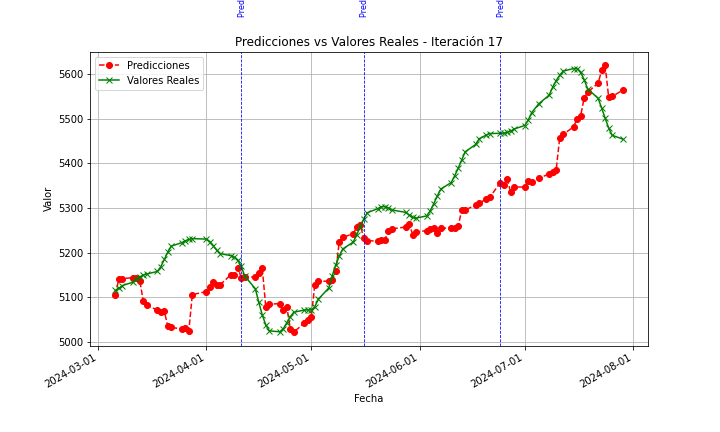 Pred
Pred
Pred
Predicciones vs Valores Reales - Iteración 17
Predicciones
Valores Reales
5600
5500
5400
5300
5200
5100
5000
Valor
2024-03-01
2024-04-01
2024-05-01
2024-06-01
2024-07-01
2024-08-01
Fecha